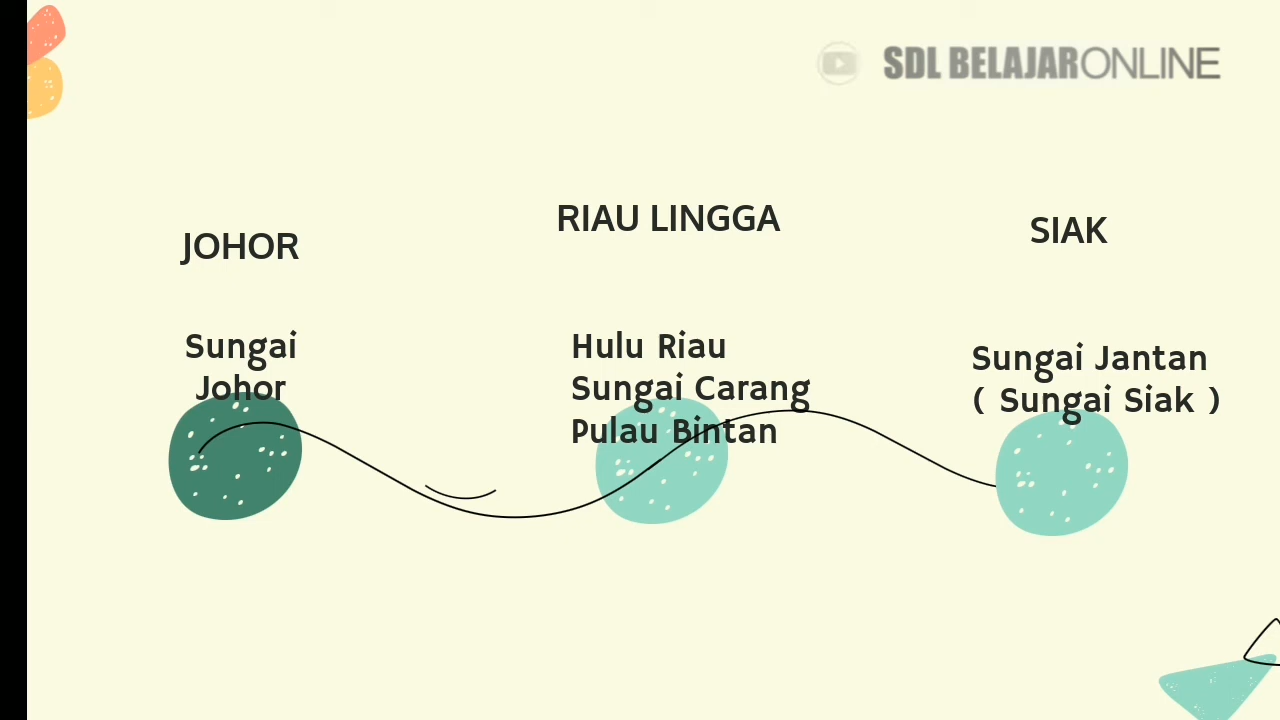 SDL BELAJARONLINE
JOHOR
Sungai
Johor
RIAU LINGGA
Hulu Riau
Sungai Carang
Pulau Bintan
SIAK
Sungai Jantan
( Sungai Siak )